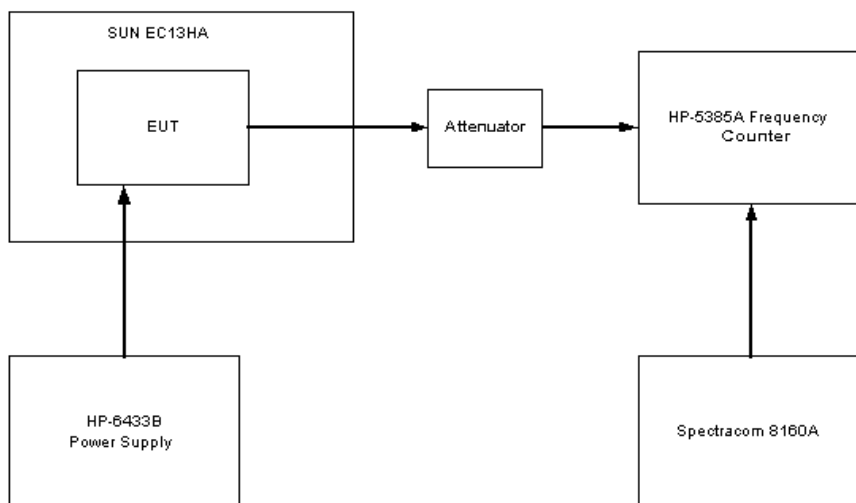 SUN EC13HA
EUT
Attenuator
HP-5385A Frequency
Counter
HP-6433B
Power Supply
Spectracom 8160A